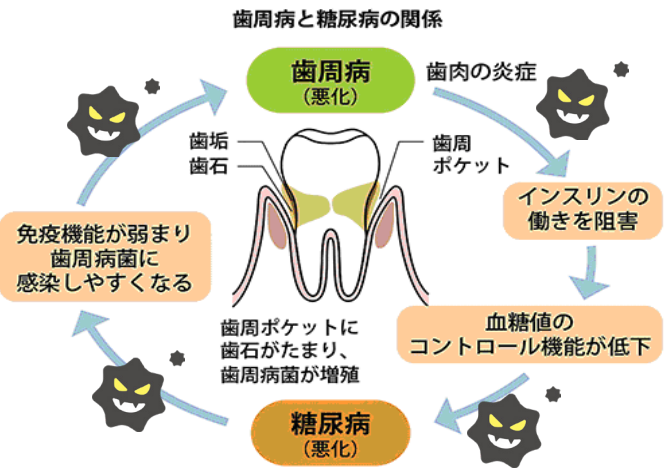 歯周病と糖尿病の関係
歯周病
（悪化）
歯肉の炎症
歯垢
歯石
歯周
ポケット
インスリンの
働きを阻害
血糖値の
コントロール機能が低下
糖尿病
（悪化）
免疫機能が弱まり
歯周病菌に
感染しやすくなる
歯周ポケットに
歯石がたまり、
歯周病菌が増殖